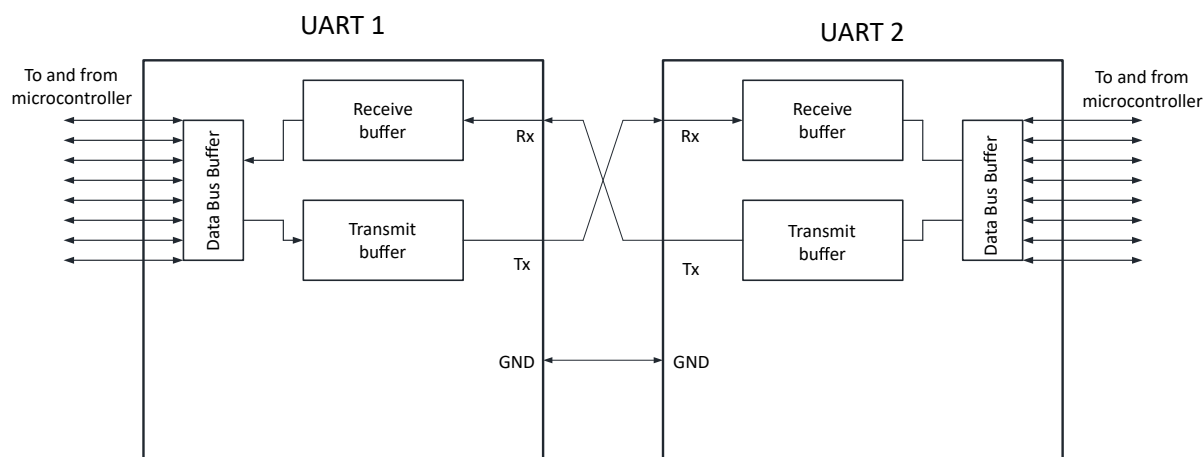 UART 1
UART 2
To and from
microcontroller
Receive
buffer
Rx
Data Bus Buffer
Transmit
buffer
Tx
GND
Rx
Receive
buffer
Data Bus Buffer
Transmit
buffer
Tx
GND
To and from
microcontroller